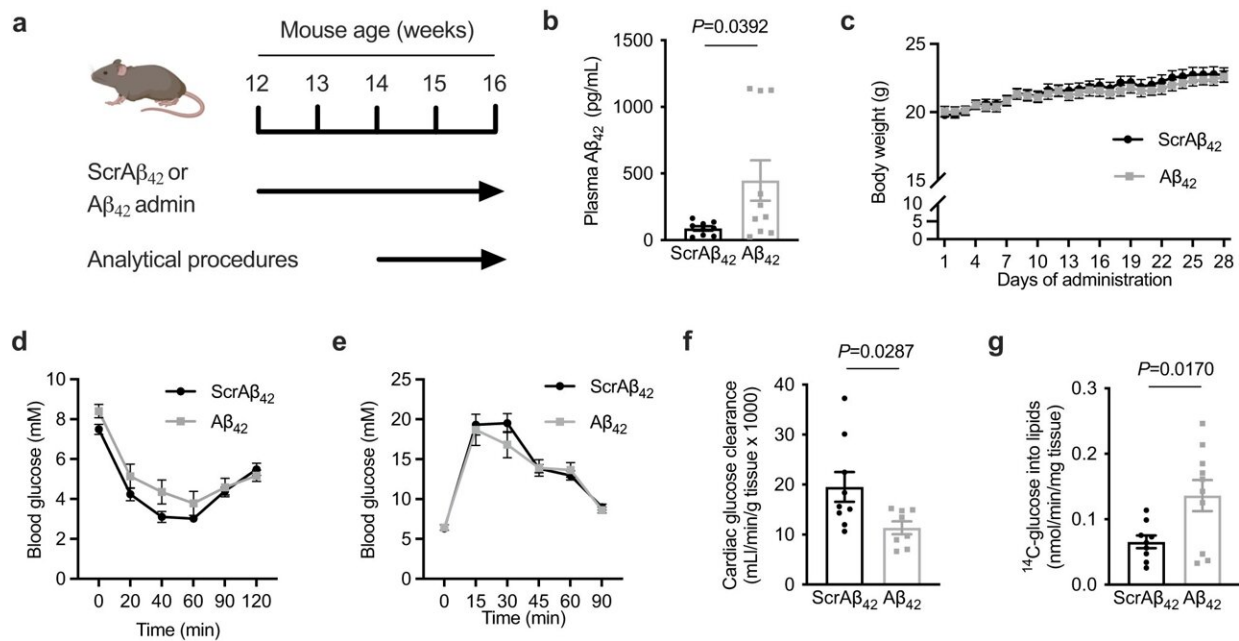 a
Mouse age (weeks)
12 13 14 15 16
ScrAβ₄₂ or
Aβ₄₂ admin
Analytical procedures
b
P=0.0392
Plasma Aβ₄₂ (pg/mL)
1500
1000
500
0
ScrAβ₄₂ Aβ₄₂
c
Body weight (g)
25
20
15
10
5
0
ScrAβ₄₂
Aβ₄₂
1 4 7 10 13 16 19 22 25 28
Days of administration
d
Blood glucose (mM)
10
8
6
4
2
0
ScrAβ₄₂
Aβ₄₂
0 20 40 60 90 120
Time (min)
e
Blood glucose (mM)
25
20
15
10
5
0
ScrAβ₄₂
Aβ₄₂
0 15 30 45 60 90
Time (min)
f
P=0.0287
Cardiac glucose clearance
(mLl/min/g tissue x 1000)
40
30
20
10
0
ScrAβ₄₂ Aβ₄₂
g
P=0.0170
¹⁴C-glucose into lipids
(nmol/min/mg tissue)
0.3
0.2
0.1
0.0
ScrAβ₄₂ Aβ₄₂